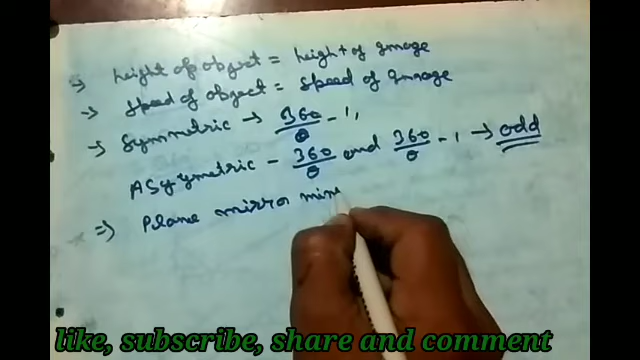 ⇒ height of object = height of image
⇒ speed of object = speed of image
⇒ Symmetric → 360/θ - 1,
ASyymetric - 360/θ and 360/θ - 1 → odd
⇒ Plane mirror min
like, subscribe, share and comment